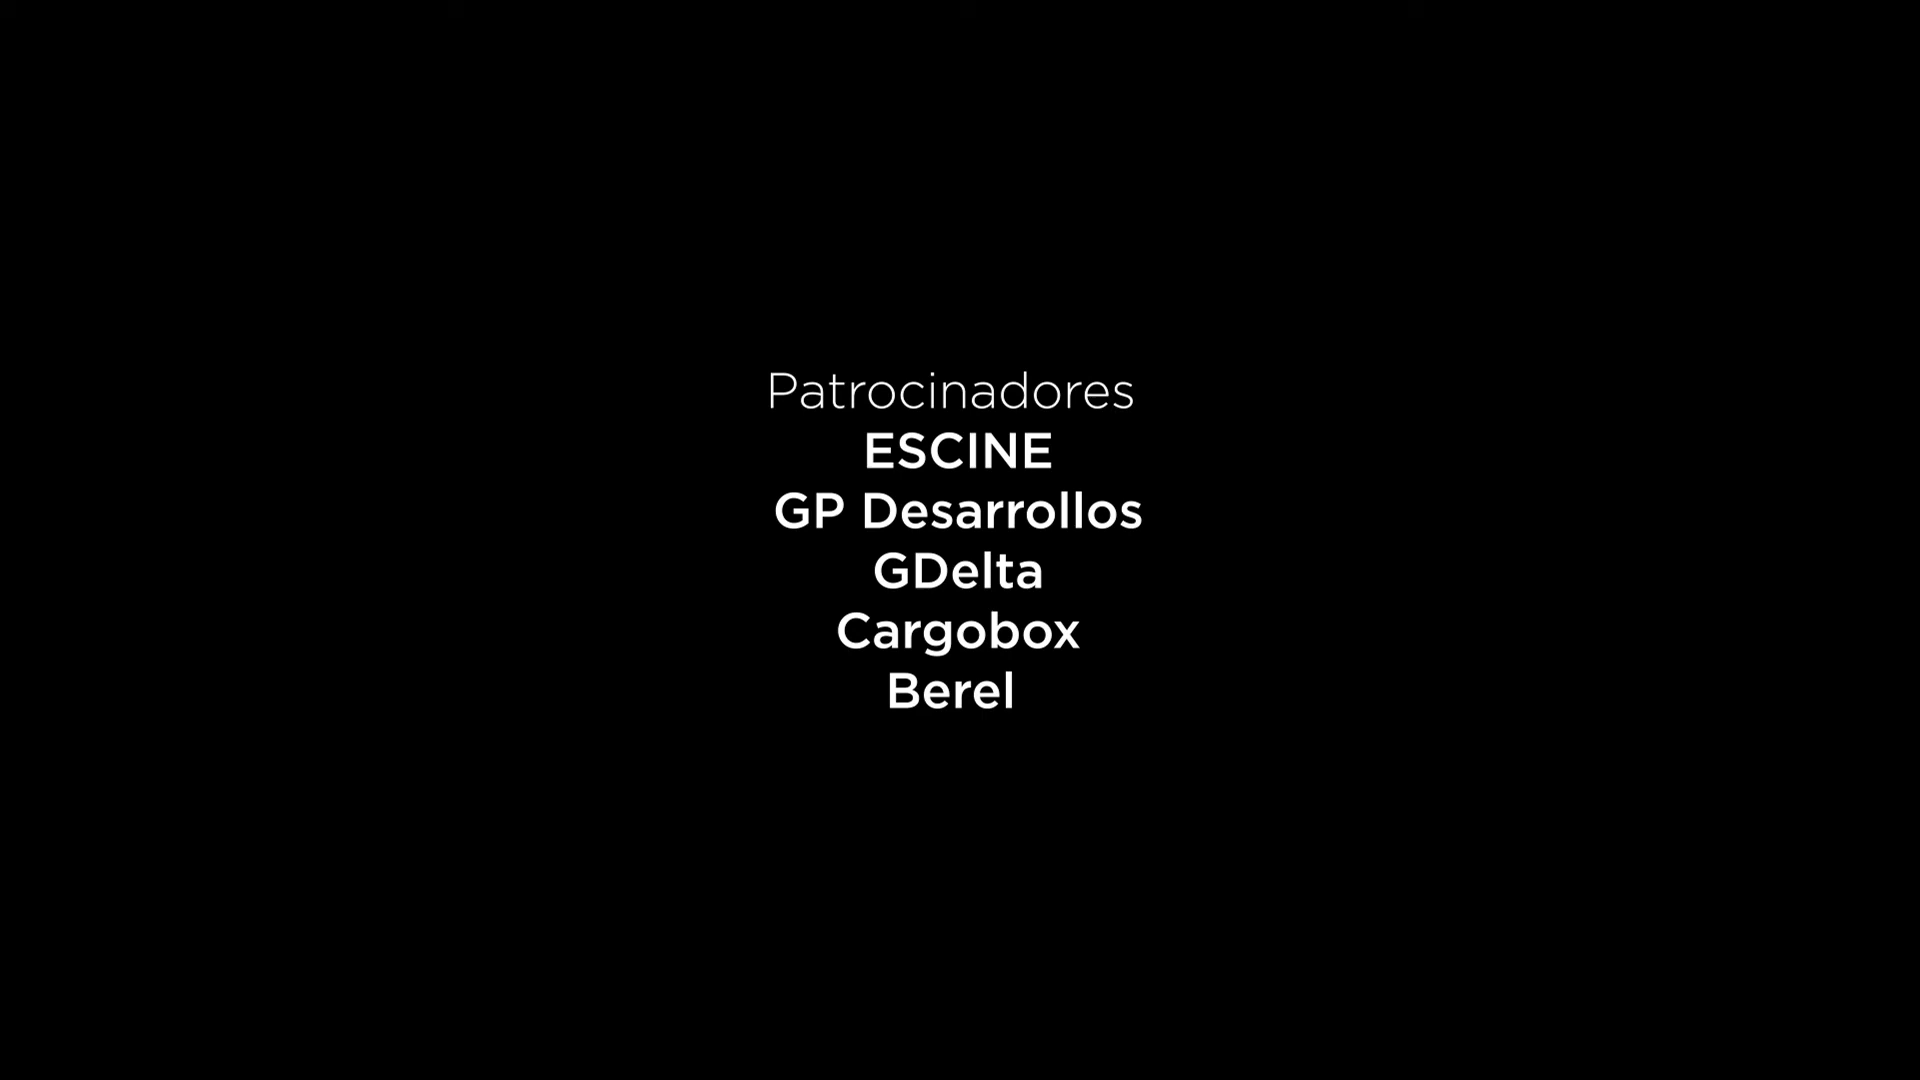 Patrocinadores
ESCINE
GP Desarrollos
GDelta
Cargobox
Berel